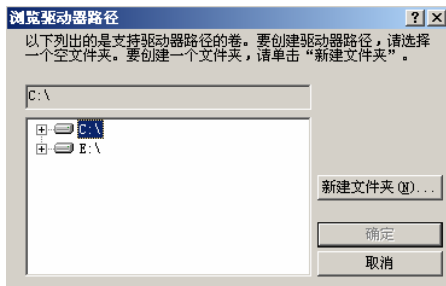 浏览驱动器路径
以下列出的是支持驱动器路径的卷。要创建驱动器路径，请选择
一个空文件夹。要创建一个文件夹，请单击“新建文件夹”。
C:\
C:\
E:\
新建文件夹(N)...
确定
取消